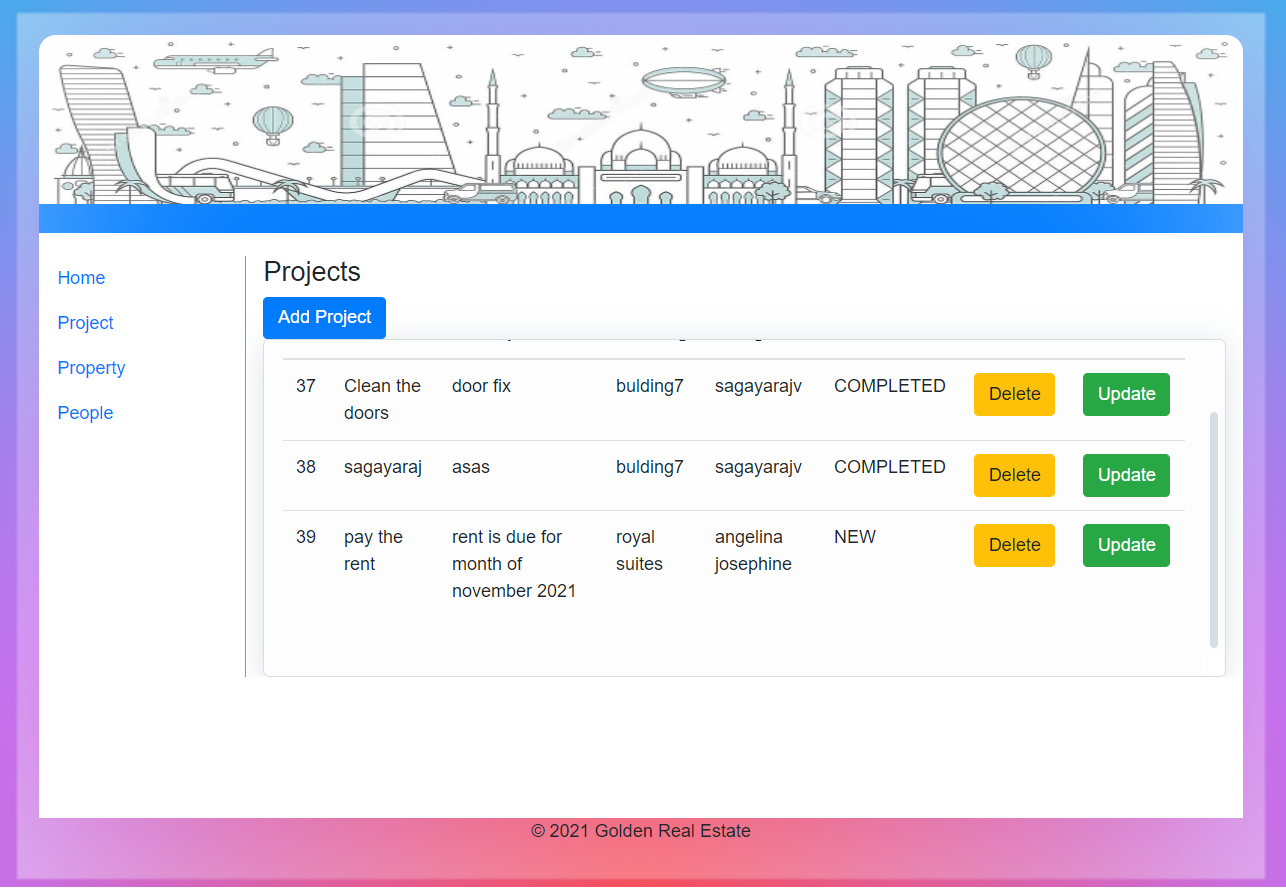 Home
Project
Property
People
Projects
Add Project
37 Clean the doors door fix bulding7 sagayarajv COMPLETED Delete Update
38 sagayaraj asas bulding7 sagayarajv COMPLETED Delete Update
39 pay the rent rent is due for month of november 2021 royal suites angelina josephine NEW Delete Update
© 2021 Golden Real Estate